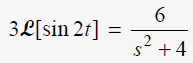 3ℒ[sin 2t] = 6/(s² + 4)